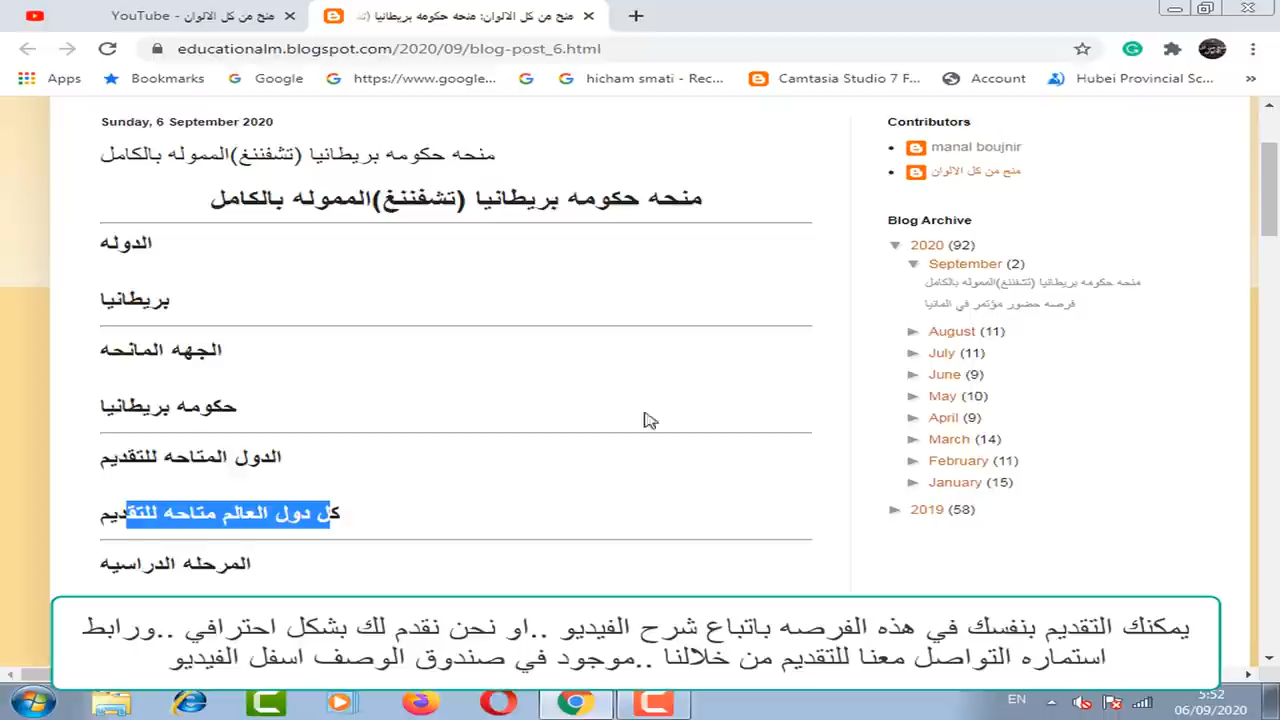 منح من كل الالوان - YouTube
منح من كل الالوان: منحه حكومه بريطانيا (تش
educationalm.blogspot.com/2020/09/blog-post_6.html
Apps
Bookmarks
Google
https://www.google...
hicham smati - Rec...
Camtasia Studio 7 F...
Account
Hubei Provincial S...
»
Sunday, 6 September 2020
منحه حكومه بريطانيا (تشفننغ)المموله بالكامل
منحه حكومه بريطانيا (تشفننغ)المموله بالكامل
الدوله
بريطانيا
الجهه المانحه
حكومه بريطانيا
الدول المتاحه للتقديم
كل دول العالم متاحه للتقديم
المرحله الدراسيه
Contributors
manal boujnir
منح من كل الالوان
Blog Archive
▼ 2020 (92)
▼ September (2)
منحه حكومه بريطانيا (تشفننغ)المموله بالكامل
فرصه حضور مؤتمر في المانيا
► August (11)
► July (11)
► June (9)
► May (10)
► April (9)
► March (14)
► February (11)
► January (15)
► 2019 (58)
يمكنك التقديم بنفسك في هذه الفرصه باتباع شرح الفيديو ..او نحن نقدم لك بشكل احترافي ..ورابط
استماره التواصل معنا للتقديم من خلالنا ..موجود في صندوق الوصف اسفل الفيديو
EN
5:52
06/09/2020